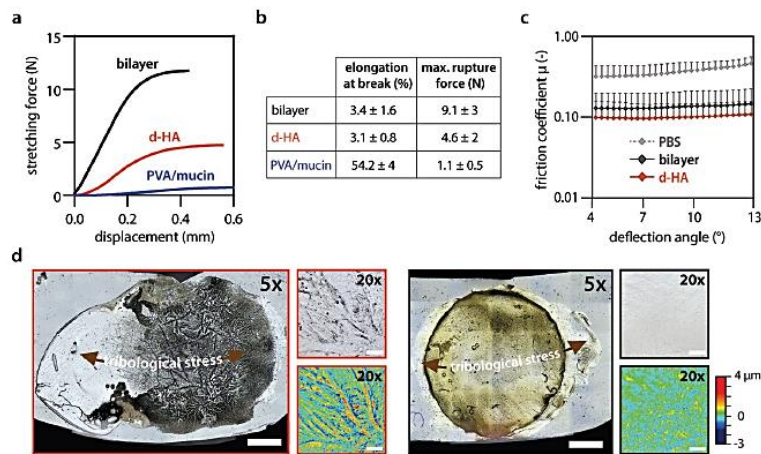 a
stretching force (N)
15
10
5
0
bilayer
d-HA
PVA/mucin
0.0 0.2 0.4 0.6
displacement (mm)
b
elongation at break (%) max. rupture force (N)
bilayer 3.4 ± 1.6 9.1 ± 3
d-HA 3.1 ± 0.8 4.6 ± 2
PVA/mucin 54.2 ± 4 1.1 ± 0.5
c
friction coefficient μ (-)
1.00
0.10
0.01
PBS
bilayer
d-HA
4 7 10 13
deflection angle (°)
d
5x
tribological stress
20x
20x
5x
tribological stress
20x
20x
4 μm
2
0
-3